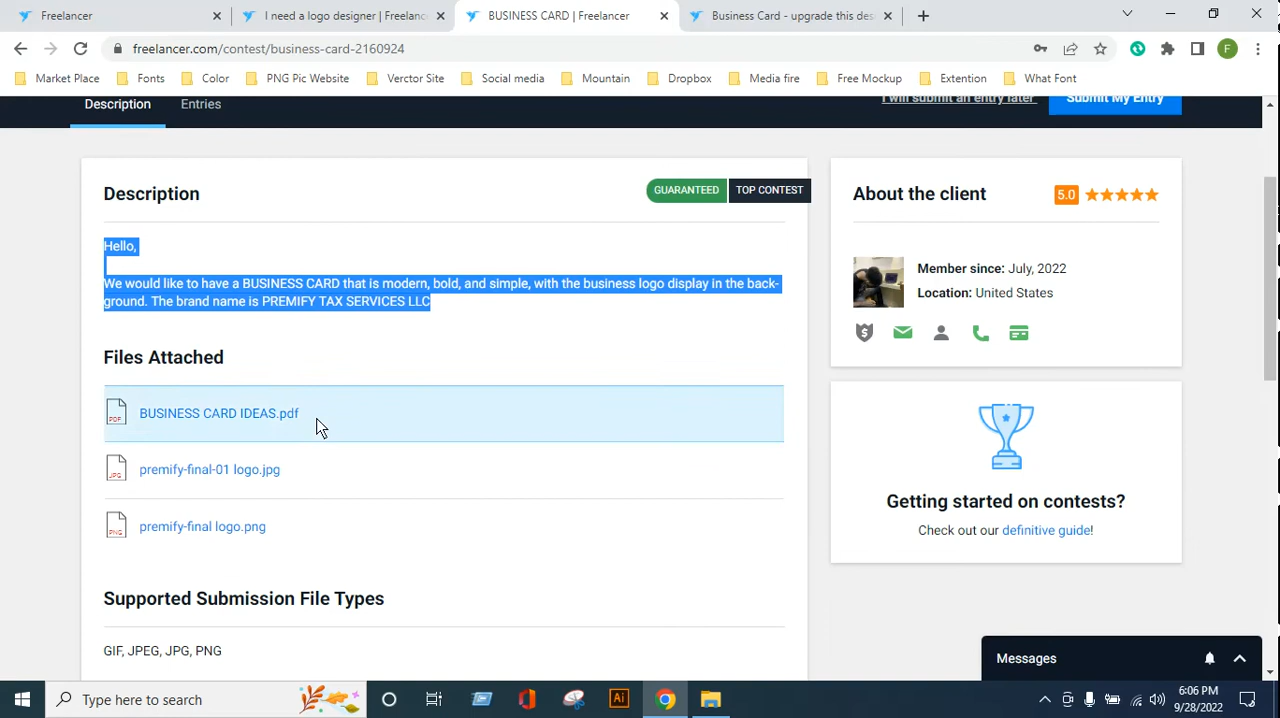 Freelancer
I need a logo designer | Freelanc
BUSINESS CARD | Freelancer
Business Card - upgrade this des
freelancer.com/contest/business-card-2160924
F
Market Place
Fonts
Color
PNG Pic Website
Verctor Site
Social media
Mountain
Dropbox
Media fire
Free Mockup
Extention
What Font
Description
Entries
I will submit an entry later
Submit My Entry
Description
GUARANTEED
TOP CONTEST
Hello,
We would like to have a BUSINESS CARD that is modern, bold, and simple, with the business logo display in the back-
ground. The brand name is PREMIFY TAX SERVICES LLC
Files Attached
PDF
BUSINESS CARD IDEAS.pdf
JPG
premify-final-01 logo.jpg
PNG
premify-final logo.png
Supported Submission File Types
GIF, JPEG, JPG, PNG
About the client
5.0
Member since: July, 2022
Location: United States
Getting started on contests?
Check out our definitive guide!
Messages
Type here to search
Ai
6:06 PM
9/28/2022